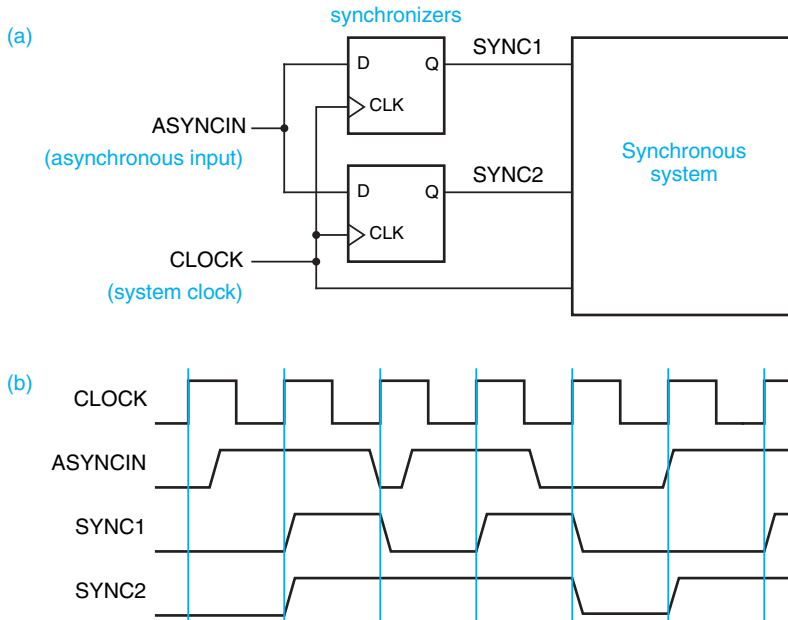 synchronizers
(a)
D Q SYNC1
CLK
ASYNCIN
(asynchronous input)
Synchronous
system
D Q SYNC2
CLK
CLOCK
(system clock)
(b)
CLOCK
ASYNCIN
SYNC1
SYNC2